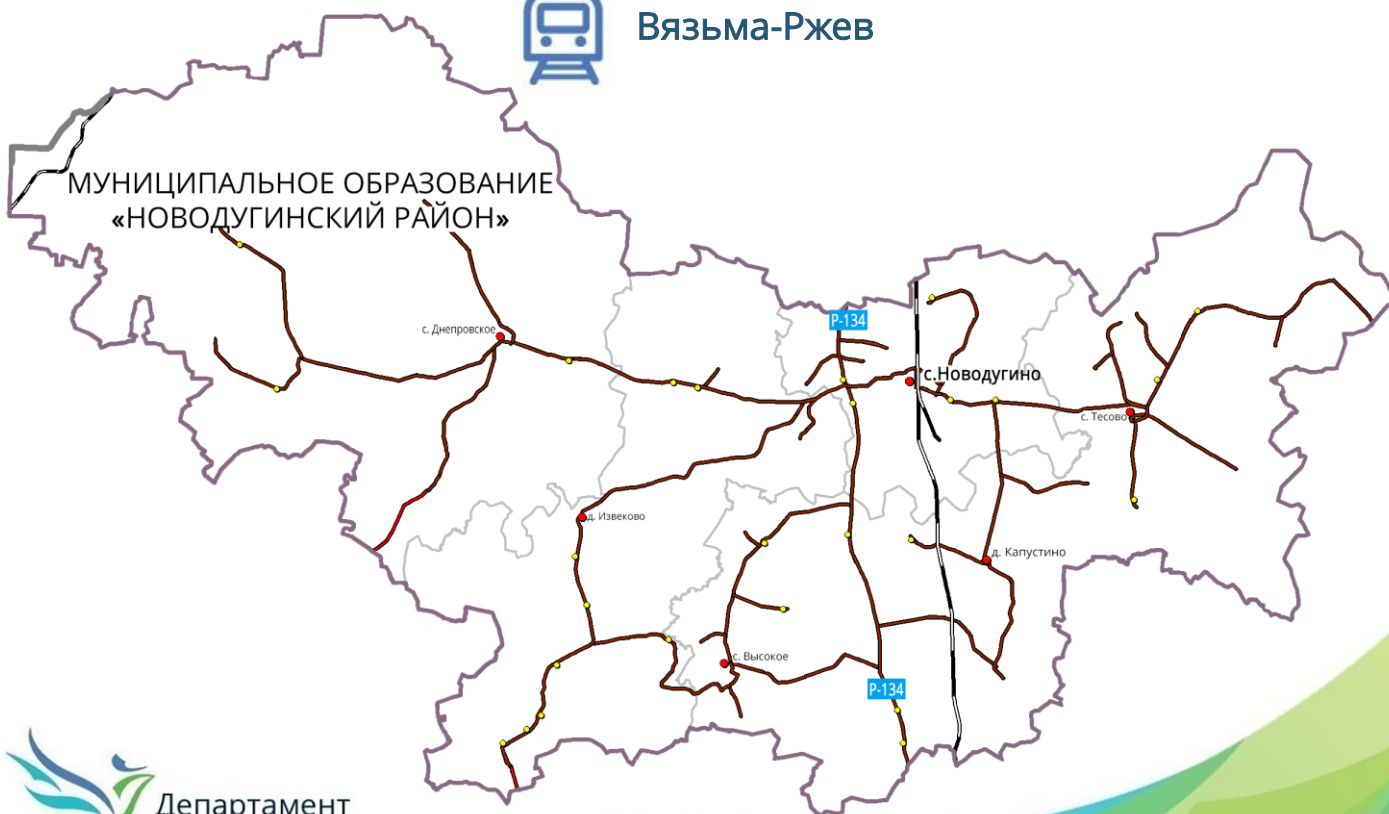 Вязьма-Ржев
МУНИЦИПАЛЬНОЕ ОБРАЗОВАНИЕ
«НОВОДУГИНСКИЙ РАЙОН»
Р-134
с. Днепровское
с.Новодугино
с. Тесово
д. Извеково
д. Капустино
с. Высокое
Р-134
Департамент